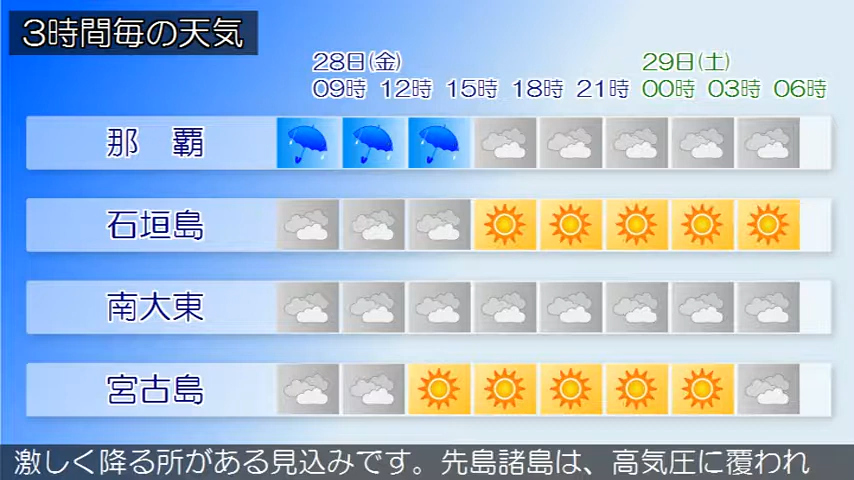 3時間毎の天気
28日(金) 29日(土)
09時 12時 15時 18時 21時 00時 03時 06時
那　覇
石垣島
南大東
宮古島
激しく降る所がある見込みです。先島諸島は、高気圧に覆われ